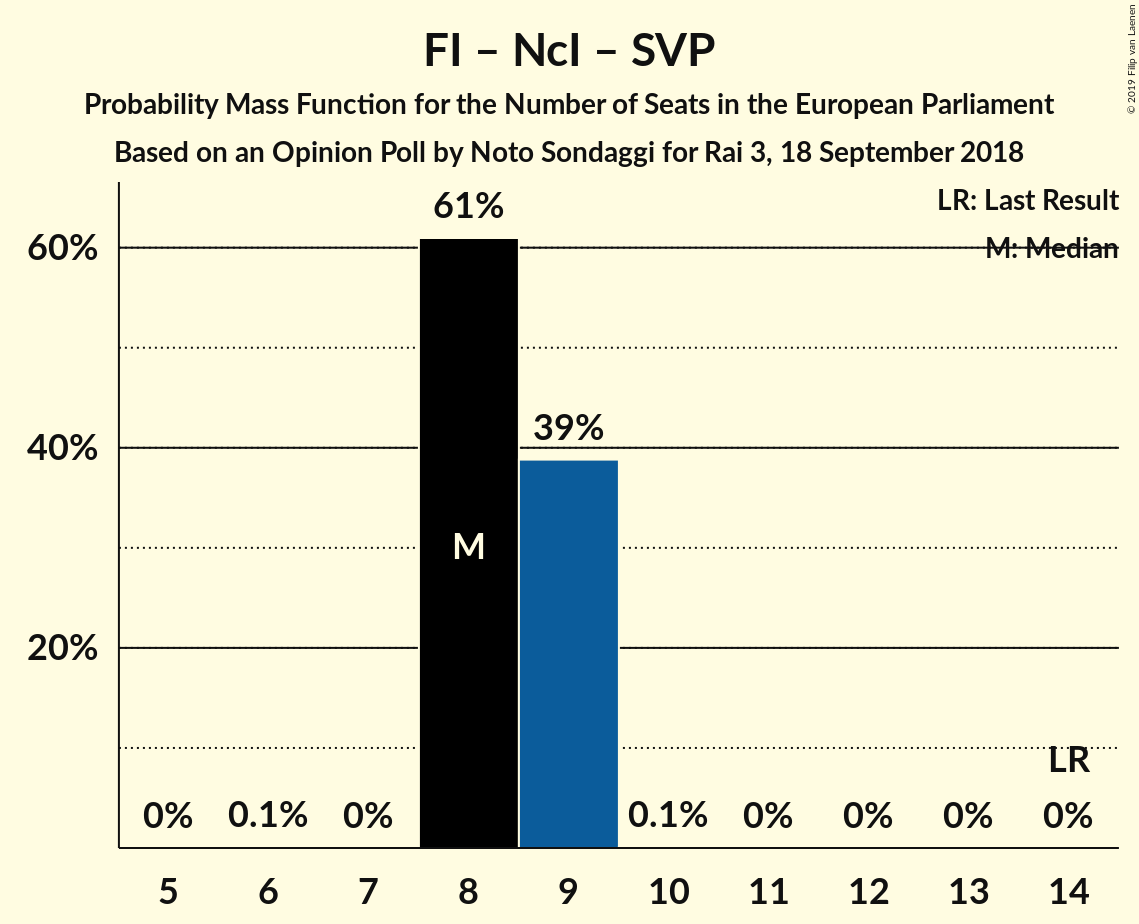 FI – NcI – SVP
Probability Mass Function for the Number of Seats in the European Parliament
Based on an Opinion Poll by Noto Sondaggi for Rai 3, 18 September 2018
© 2019 Filip van Laenen
LR: Last Result
M: Median
61%
60%
39%
40%
M
20%
LR
0% 0.1% 0% 0.1% 0% 0% 0% 0%
5 6 7 8 9 10 11 12 13 14